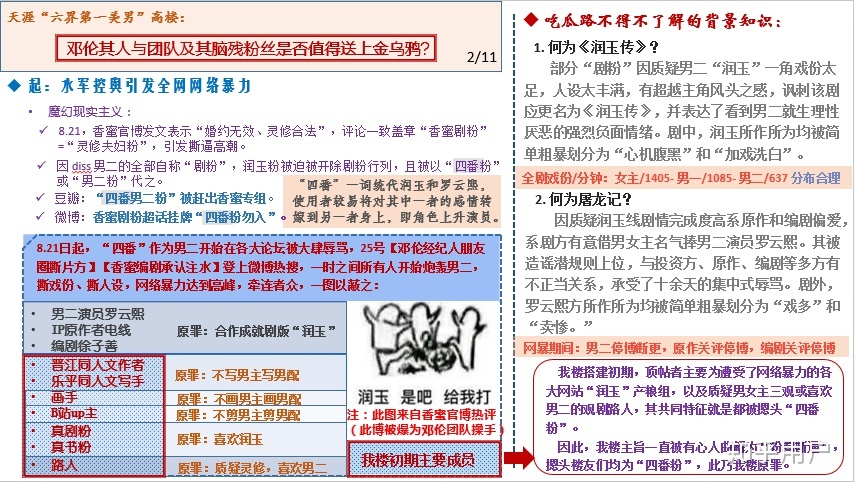 天涯“六界第一美男”高楼:
邓伦其人与团队及其脑残粉丝是否值得送上金乌鸦?
2/11
◆ 起: 水军控舆引发全网网络暴力
• 魔幻现实主义:
✓ 8.21, 香蜜官博发文表示“婚约无效、灵修合法”, 评论一致盖章“香蜜剧粉”
=“灵修夫妇粉”, 引发撕逼高潮。
✓ 因diss男二的全部自称“剧粉”, 润玉粉被迫被开除剧粉行列, 且被以“四番粉”
或“男二粉”代之。
✓ 豆瓣: “四番男二粉”被赶出香蜜专组。
✓ 微博: 香蜜剧粉超话挂牌“四番粉勿入”。
“四番”一词统代润玉和罗云熙,
使用者较易将对其中一者的感情转
嫁到另一者身上, 即角色上升演员。
8.21日起, “四番”作为男二开始在各大论坛被大肆辱骂, 25号【邓伦经纪人朋友
圈撕片方】【香蜜编剧承认注水】登上微博热搜, 一时之间所有人开始炮轰男二,
撕戏份、撕人设, 网络暴力达到高峰, 牵连者众, 一图以蔽之:
• 男二演员罗云熙
• IP原作者电线
• 编剧徐子善
原罪: 合作成就剧版“润玉”
• 晋江同人文作者
• 乐乎同人文写手
原罪: 不写男主写男配
• 画手
原罪: 不画男主画男配
• B站up主
原罪: 不剪男主剪男配
• 真剧粉
• 真书粉
原罪: 喜欢润玉
• 路人
原罪: 质疑灵修, 喜欢男二
润玉 是吧 给我打
注: 此图来自香蜜官博热评
(此博被爆为邓伦团队操手)
我楼初期主要成员
◆ 吃瓜路不得不了解的背景知识:
1. 何为《润玉传》?
部分“剧粉”因质疑男二“润玉”一角戏份太
足, 人设太丰满, 有超越主角风头之感, 讽刺该剧
应更名为《润玉传》, 并表达了看到男二就生理性
厌恶的强烈负面情绪。剧中, 润玉所作所为均被简
单粗暴划分为“心机腹黑”和“加戏洗白”。
全剧戏份/分钟: 女主/1405- 男一/1085- 男二/637 分布合理
2. 何为屠龙记?
因质疑润玉线剧情完成度高系原作和编剧偏爱,
系剧方有意借男女主名气捧男二演员罗云熙。其被
造谣潜规则上位, 与投资方、原作、编剧等多方有
不正当关系, 承受了十余天的集中式辱骂。剧外,
罗云熙方所作所为均被简单粗暴划分为“戏多”和
“卖惨。”
网暴期间: 男二停博断更, 原作关评停博, 编剧关评停博
我楼搭建初期, 顶帖者主要为遭受了网络暴力的各
大网站“润玉”产粮组, 以及质疑男女主三观或喜欢
男二的观剧路人, 其共同特征就是都被摁头“四番
粉”。
因此, 我楼主旨一直被有心人
摁头楼友们均为“四番粉”, 此乃我楼原罪。
知乎用户